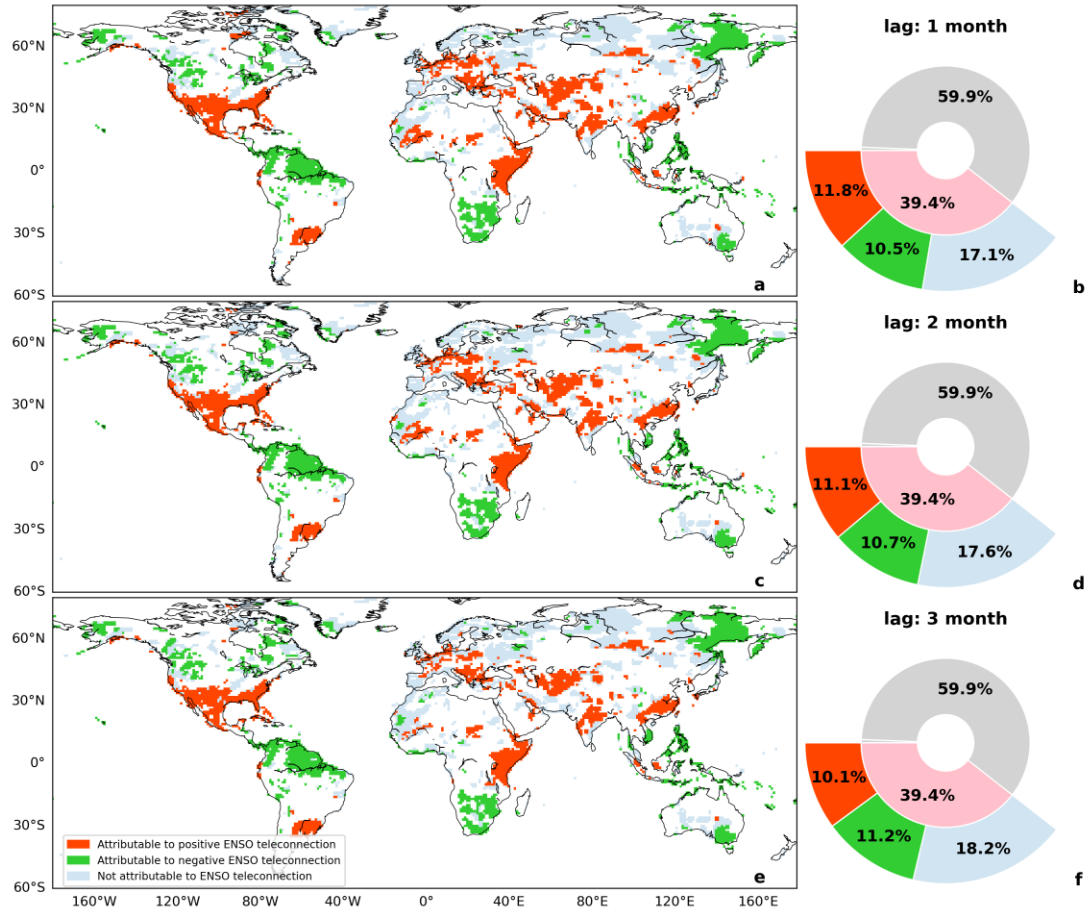 60°N
30°N
0°
30°S
60°S
a
lag: 1 month
59.9%
11.8%
39.4%
10.5%
17.1%
b
60°N
30°N
0°
30°S
60°S
c
lag: 2 month
59.9%
11.1%
39.4%
10.7%
17.6%
d
60°N
30°N
0°
30°S
60°S
Attributable to positive ENSO teleconnection
Attributable to negative ENSO teleconnection
Not attributable to ENSO teleconnection
e
160°W
120°W
80°W
40°W
0°
40°E
80°E
120°E
160°E
lag: 3 month
59.9%
10.1%
39.4%
11.2%
18.2%
f